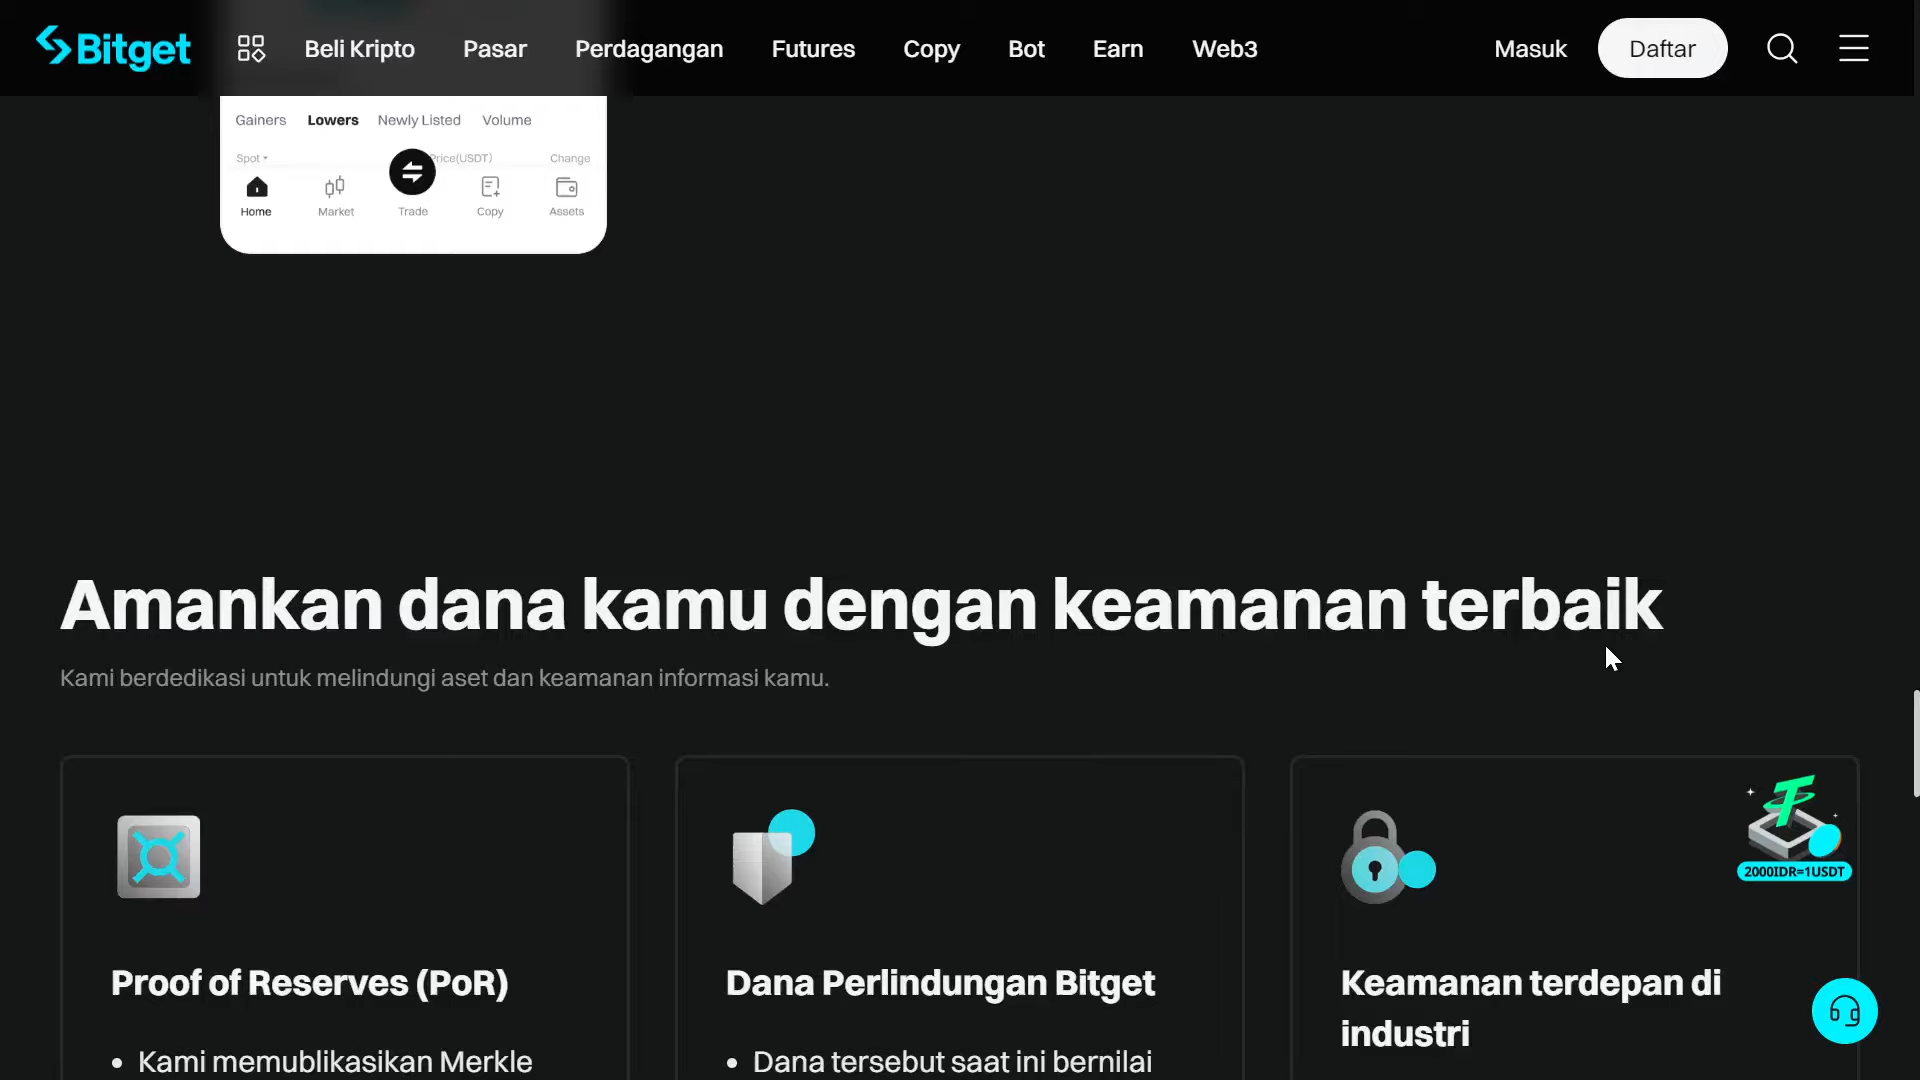 Bitget
Beli Kripto
Pasar
Perdagangan
Futures
Copy
Bot
Earn
Web3
Masuk
Daftar
Gainers
Lowers
Newly Listed
Volume
Spot
Price(USDT)
Change
Home
Market
Trade
Copy
Assets
Amankan dana kamu dengan keamanan terbaik
Kami berdedikasi untuk melindungi aset dan keamanan informasi kamu.
2000IDR=1USDT
Proof of Reserves (PoR)
• Kami memublikasikan Merkle
Dana Perlindungan Bitget
• Dana tersebut saat ini bernilai
Keamanan terdepan di
industri